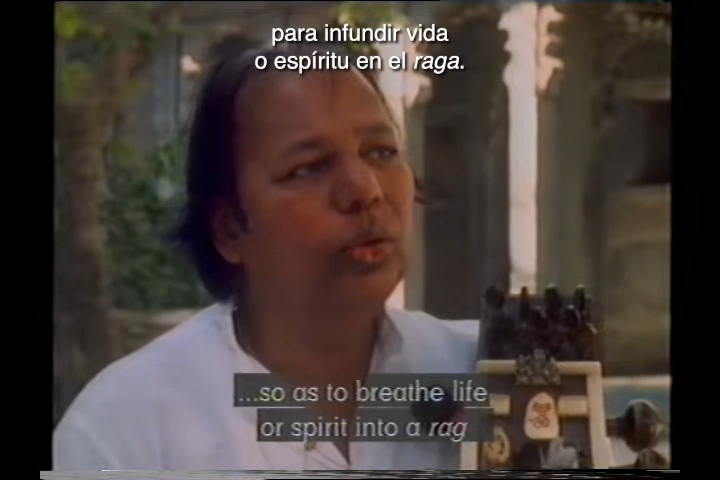 para infundir vida
o espíritu en el raga.
...so as to breathe life
or spirit into a rag